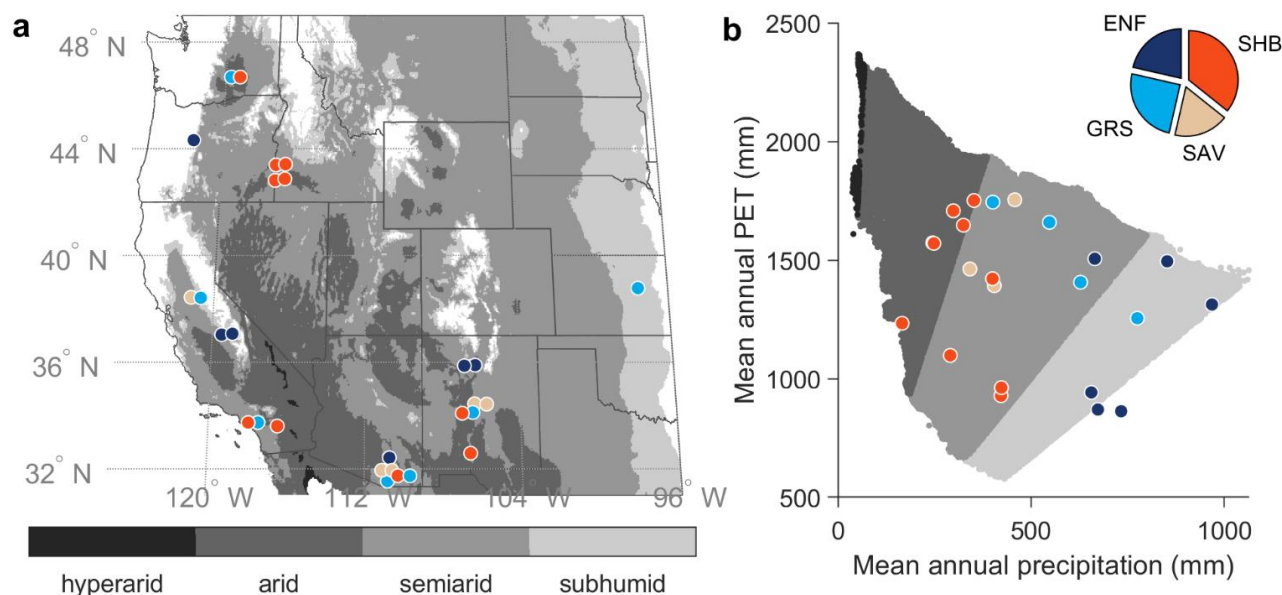 a
48° N
44° N
40° N
36° N
32° N
120° W
112° W
104° W
96° W
hyperarid
arid
semiarid
subhumid
b
ENF
SHB
GRS
SAV
Mean annual PET (mm)
2500
2000
1500
1000
500
0
500
1000
Mean annual precipitation (mm)